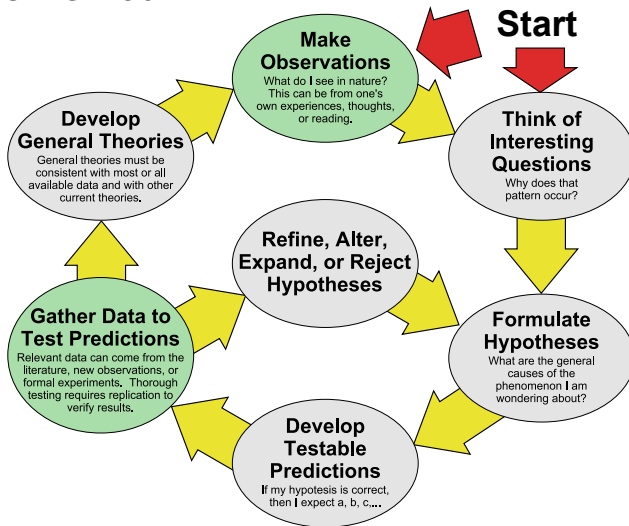 Start
Make
Observations
What do I see in nature?
This can be from one's
own experiences, thoughts,
or reading.
Think of
Interesting
Questions
Why does that
pattern occur?
Formulate
Hypotheses
What are the general
causes of the
phenomenon I am
wondering about?
Develop
Testable
Predictions
If my hypotesis is correct,
then I expect a, b, c,...
Gather Data to
Test Predictions
Relevant data can come from the
literature, new observations, or
formal experiments. Thorough
testing requires replication to
verify results.
Refine, Alter,
Expand, or Reject
Hypotheses
Develop
General Theories
General theories must be
consistent with most or all
available data and with other
current theories.